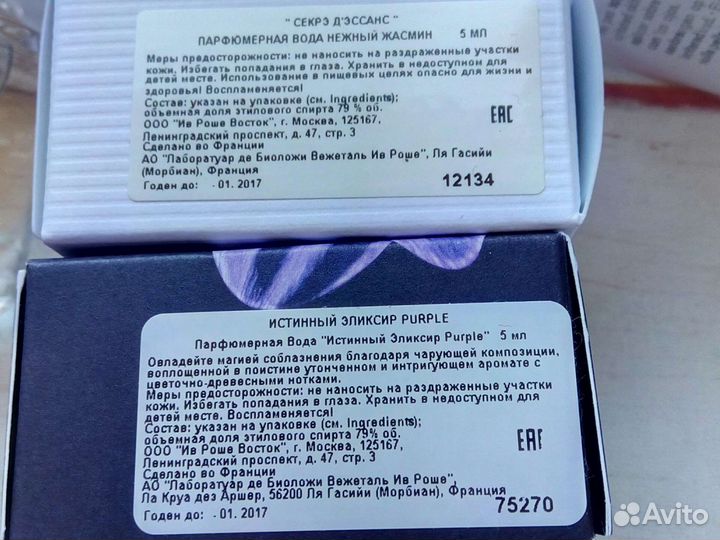 " СЕКРЭ Д'ЭССАНС "
ПАРФЮМЕРНАЯ ВОДА НЕЖНЫЙ ЖАСМИН 5 МЛ
Меры предосторожности: не наносить на раздраженные участки
кожи. Избегать попадания в глаза. Хранить в недоступном для
детей месте. Использование в пищевых целях опасно для жизни и
здоровья! Воспламеняется!
Состав: указан на упаковке (см. Ingredients);
объемная доля этилового спирта 79 % об.
ООО "Ив Роше Восток", г. Москва, 125167,
Ленинградский проспект, д. 47, стр. 3
Сделано во Франции
АО "Лаборатуар де Биоложи Вежеталь Ив Роше", Ля Гасийи
(Морбиан), Франция
Годен до: - 01. 2017
12134
EAC
ИСТИННЫЙ ЭЛИКСИР PURPLE
Парфюмерная Вода "Истинный Эликсир Purple" 5 мл
Овладейте магией соблазнения благодаря чарующей композиции,
воплощенной в поистине утонченном и интригующем аромате с
цветочно-древесными нотками.
Меры предосторожности: не наносить на раздраженные участки
кожи. Избегать попадания в глаза. Хранить в недоступном для
детей месте. Воспламеняется!
Состав: указан на упаковке (см. Ingredients);
объемная доля этилового спирта 79% об.
ООО "Ив Роше Восток", г. Москва, 125167,
Ленинградский проспект, д. 47, стр. 3
Сделано во Франции
АО "Лаборатуар де Биоложи Вежеталь Ив Роше",
Ла Круа дез Аршер, 56200 Ля Гасийи (Морбиан), Франция
Годен до: - 01. 2017
75270
EAC
Avito